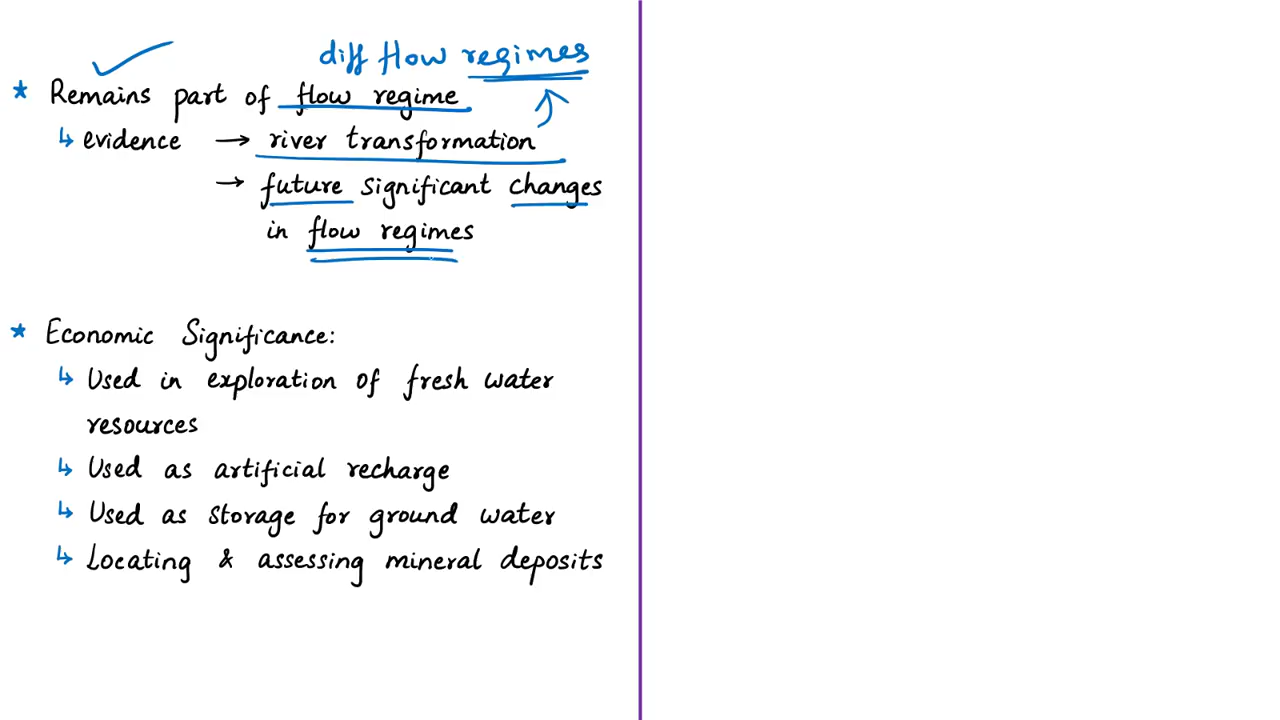 diff flow regimes
* Remains part of flow regime
↳ evidence → river transformation
→ future significant changes
in flow regimes
* Economic Significance:
↳ Used in exploration of fresh water
resources
↳ Used as artificial recharge
↳ Used as storage for ground water
↳ Locating & assessing mineral deposits